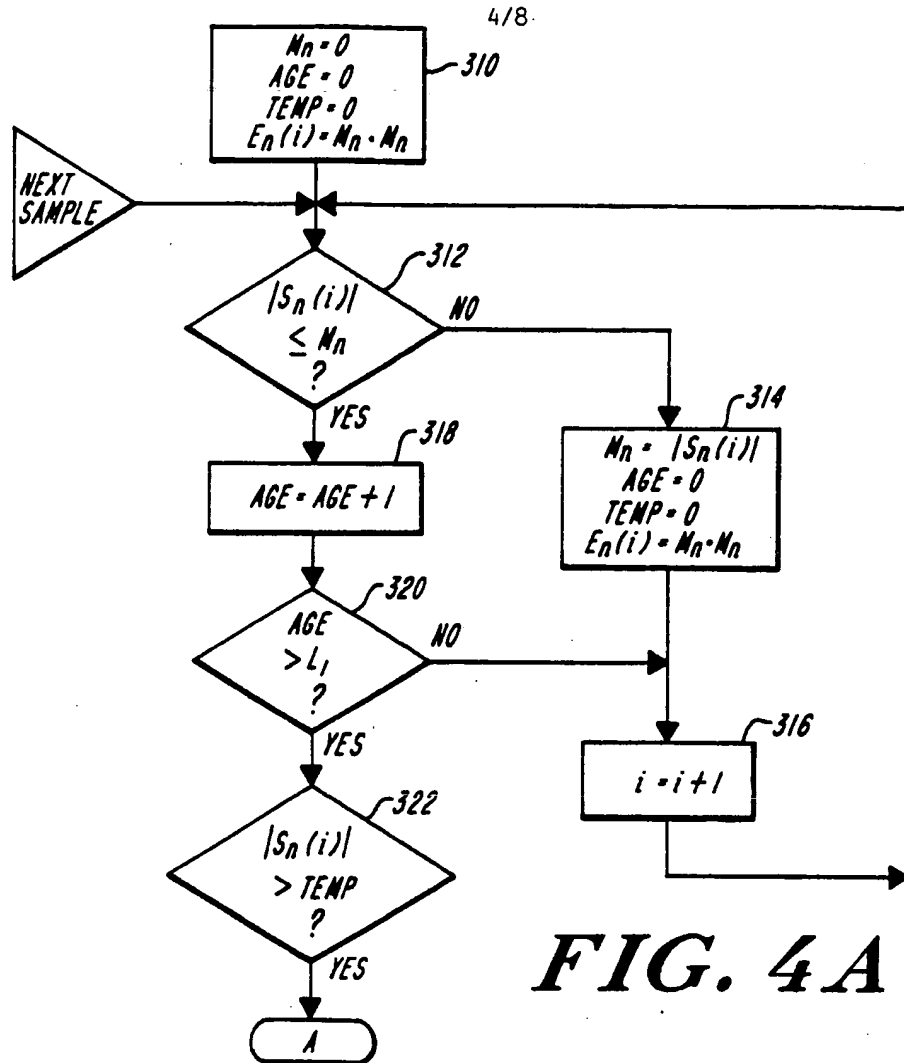 4/8
Mn = 0
AGE = 0
TEMP = 0
En(i) = Mn • Mn
310
NEXT
SAMPLE
312
|Sn(i)|
≤ Mn
?
NO
YES
314
Mn = |Sn(i)|
AGE = 0
TEMP = 0
En(i) = Mn • Mn
318
AGE = AGE + 1
320
AGE
> L1
?
NO
YES
316
i = i + 1
322
|Sn(i)|
> TEMP
?
YES
A
FIG. 4A